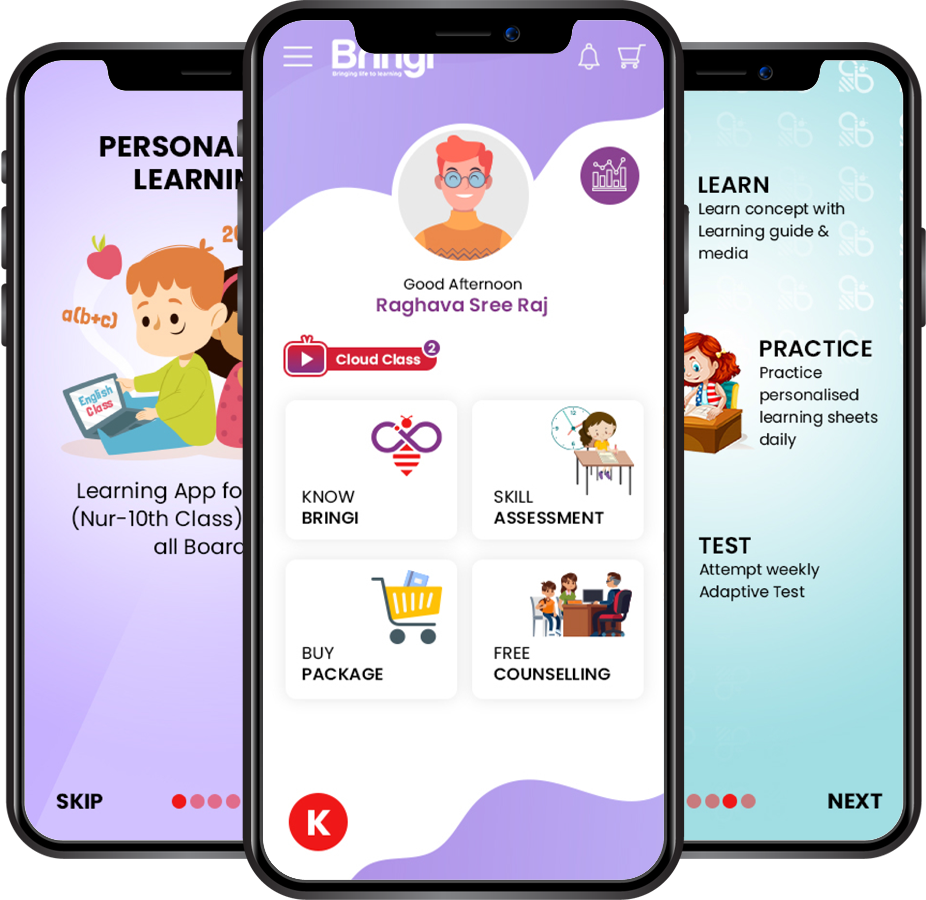 PERSONA
LEARNIN
20
a(b+c)
English
Class
Learning App fo
(Nur-10th Class)
all Board
SKIP
Bringi
Bringing life to learning
Good Afternoon
Raghava Sree Raj
Cloud Class
2
KNOW
BRINGI
SKILL
ASSESSMENT
BUY
PACKAGE
FREE
COUNSELLING
K
LEARN
Learn concept with
Learning guide &
media
PRACTICE
Practice
personalised
learning sheets
daily
TEST
Attempt weekly
Adaptive Test
NEXT